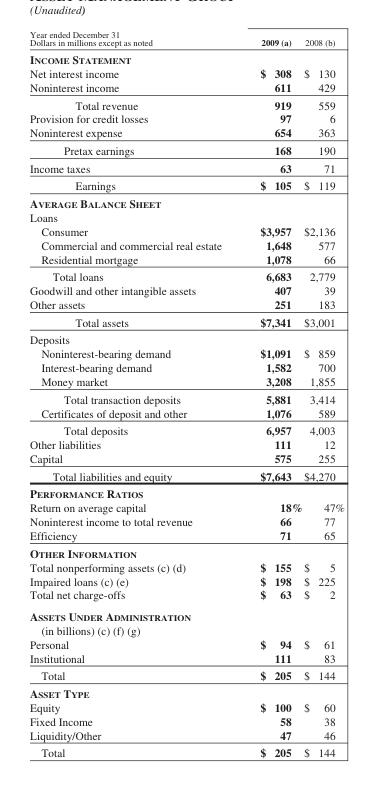 (Unaudited)
Year ended December 31
Dollars in millions except as noted 2009 (a) 2008 (b)
INCOME STATEMENT
Net interest income $ 308 $ 130
Noninterest income 611 429
Total revenue 919 559
Provision for credit losses 97 6
Noninterest expense 654 363
Pretax earnings 168 190
Income taxes 63 71
Earnings $ 105 $ 119
AVERAGE BALANCE SHEET
Loans
Consumer $3,957 $2,136
Commercial and commercial real estate 1,648 577
Residential mortgage 1,078 66
Total loans 6,683 2,779
Goodwill and other intangible assets 407 39
Other assets 251 183
Total assets $7,341 $3,001
Deposits
Noninterest-bearing demand $1,091 $ 859
Interest-bearing demand 1,582 700
Money market 3,208 1,855
Total transaction deposits 5,881 3,414
Certificates of deposit and other 1,076 589
Total deposits 6,957 4,003
Other liabilities 111 12
Capital 575 255
Total liabilities and equity $7,643 $4,270
PERFORMANCE RATIOS
Return on average capital 18% 47%
Noninterest income to total revenue 66 77
Efficiency 71 65
OTHER INFORMATION
Total nonperforming assets (c) (d) $ 155 $ 5
Impaired loans (c) (e) $ 198 $ 225
Total net charge-offs $ 63 $ 2
ASSETS UNDER ADMINISTRATION
(in billions) (c) (f) (g)
Personal $ 94 $ 61
Institutional 111 83
Total $ 205 $ 144
ASSET TYPE
Equity $ 100 $ 60
Fixed Income 58 38
Liquidity/Other 47 46
Total $ 205 $ 144